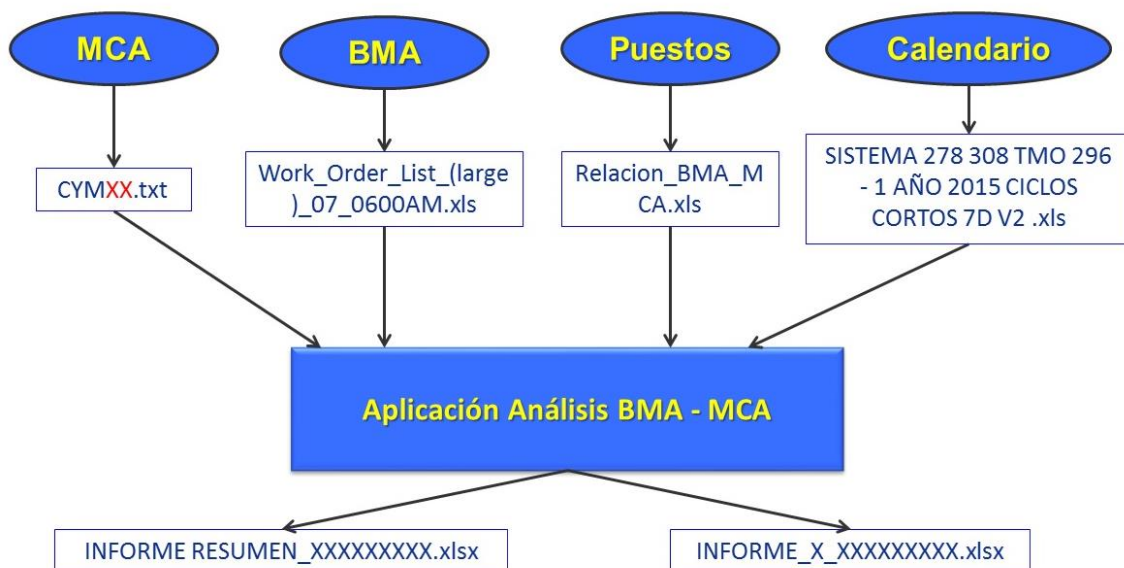 MCA
BMA
Puestos
Calendario
CYMXX.txt
Work_Order_List_(large
)_07_0600AM.xls
Relacion_BMA_M
CA.xls
SISTEMA 278 308 TMO 296
- 1 AÑO 2015 CICLOS
CORTOS 7D V2 .xls
Aplicación Análisis BMA - MCA
INFORME RESUMEN_XXXXXXXXX.xlsx
INFORME_X_XXXXXXXXX.xlsx